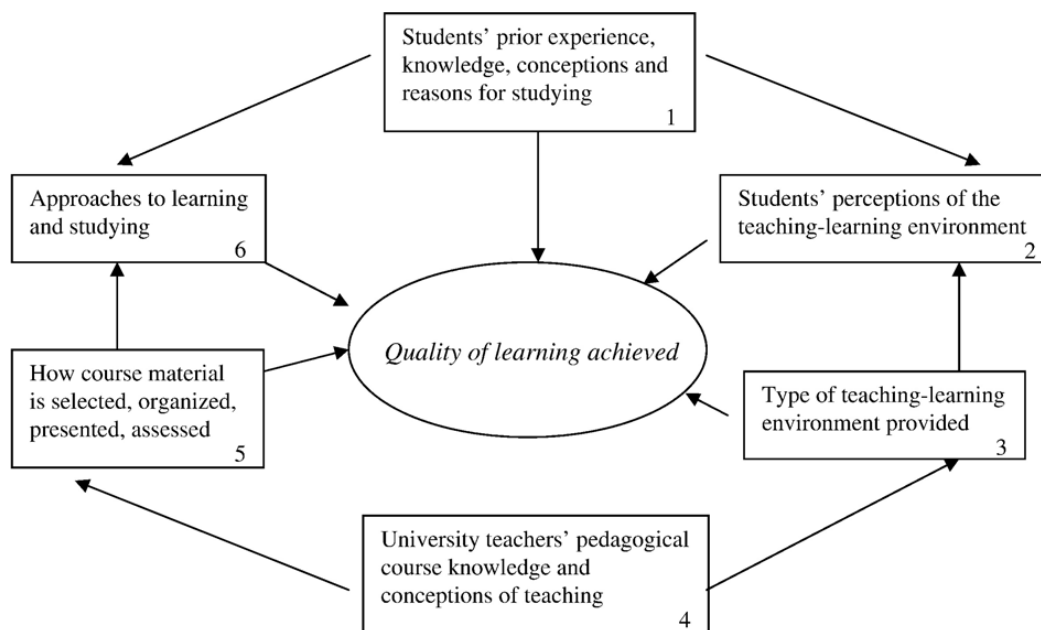 Students’ prior experience,
knowledge, conceptions and
reasons for studying
1
Approaches to learning
and studying
6
Students’ perceptions of the
teaching-learning environment
2
Quality of learning achieved
How course material
is selected, organized,
presented, assessed
5
Type of teaching-learning
environment provided
3
University teachers’ pedagogical
course knowledge and
conceptions of teaching
4